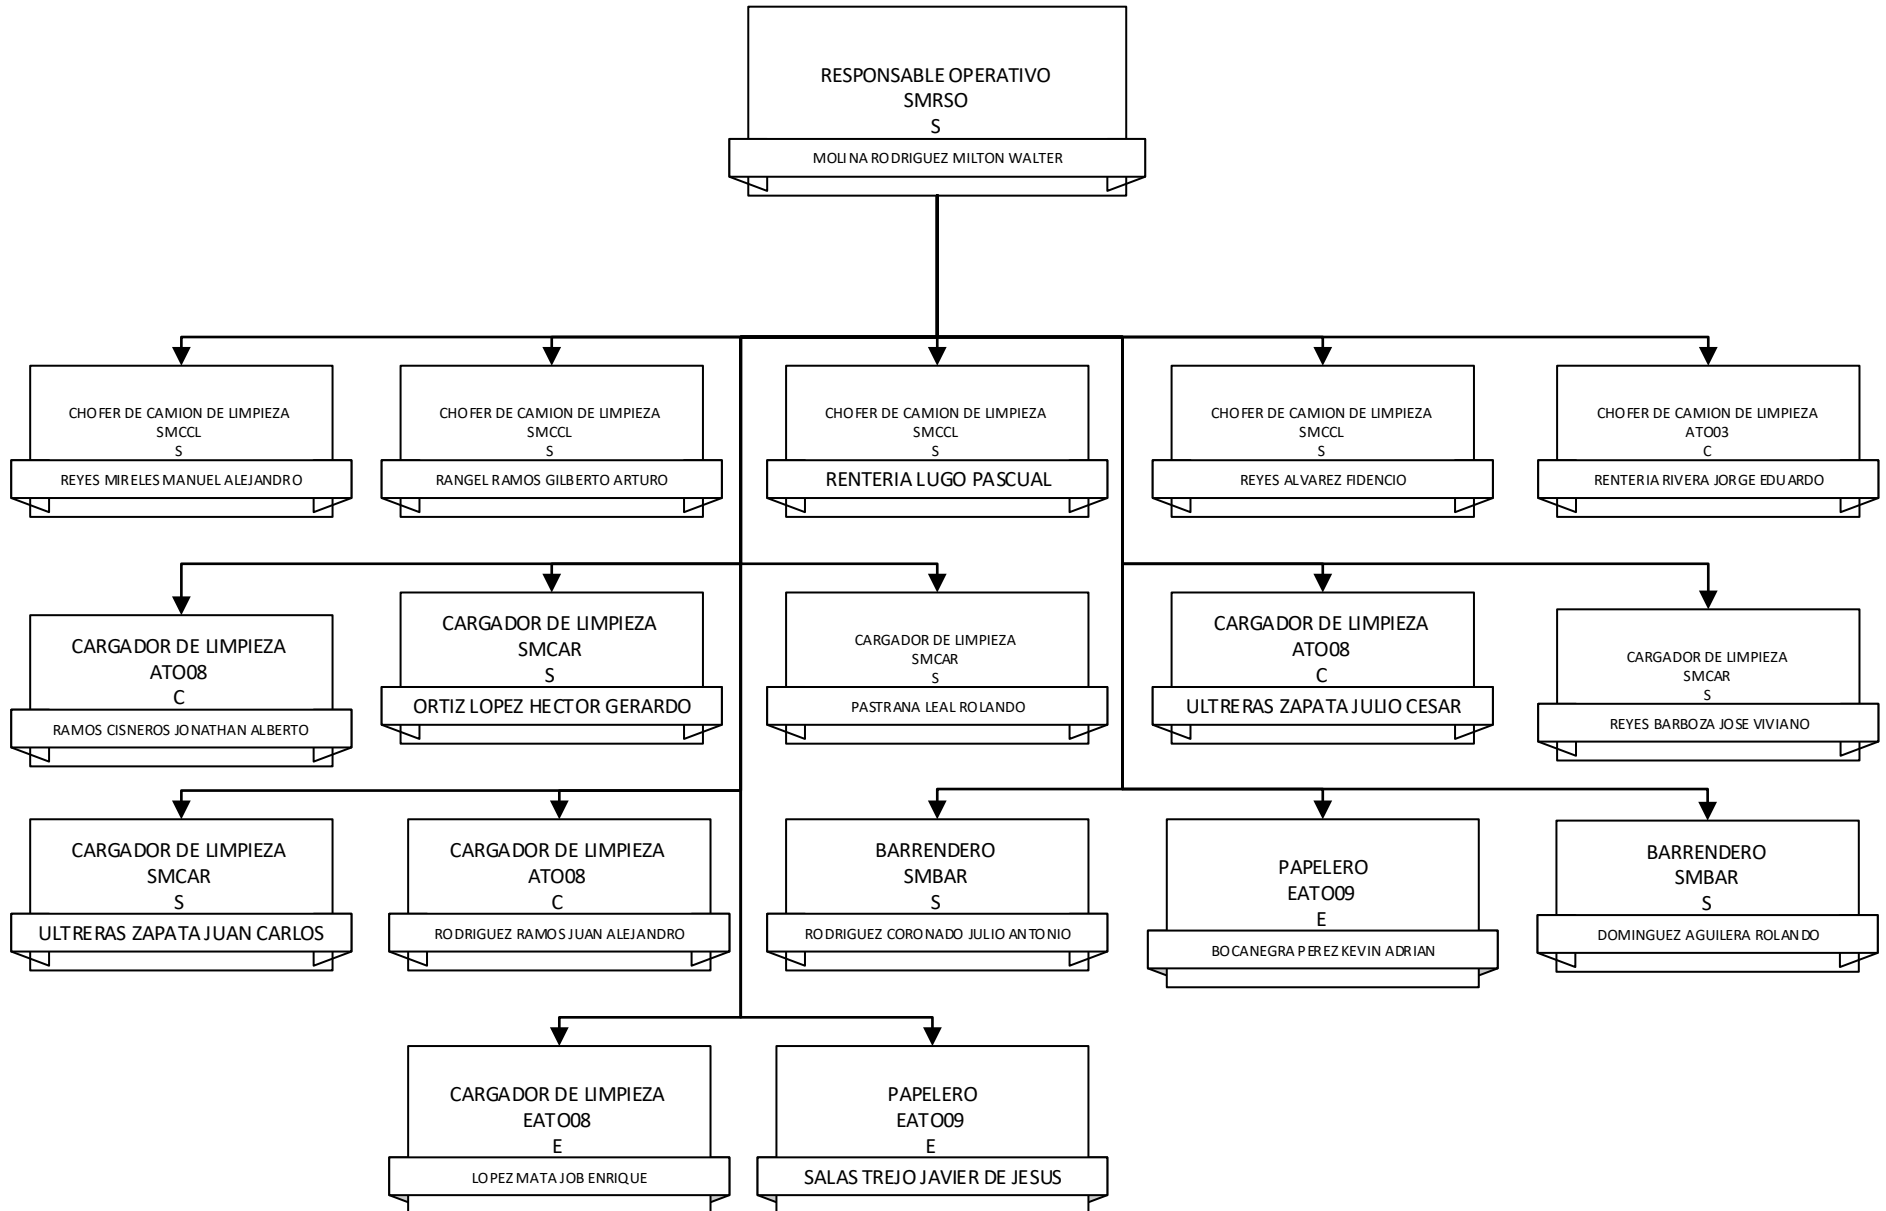 RESPONSABLE OPERATIVO
SMRSO
S
MOLINA RODRIGUEZ MILTON WALTER
CHOFER DE CAMION DE LIMPIEZA
SMCCL
S
REYES MIRELES MANUEL ALEJANDRO
CHOFER DE CAMION DE LIMPIEZA
SMCCL
S
RANGEL RAMOS GILBERTO ARTURO
CHOFER DE CAMION DE LIMPIEZA
SMCCL
S
RENTERIA LUGO PASCUAL
CHOFER DE CAMION DE LIMPIEZA
SMCCL
S
REYES ALVAREZ FIDENCIO
CHOFER DE CAMION DE LIMPIEZA
ATO03
C
RENTERIA RIVERA JORGE EDUARDO
CARGADOR DE LIMPIEZA
ATO08
C
RAMOS CISNEROS JONATHAN ALBERTO
CARGADOR DE LIMPIEZA
SMCAR
S
ORTIZ LOPEZ HECTOR GERARDO
CARGADOR DE LIMPIEZA
SMCAR
S
PASTRANA LEAL ROLANDO
CARGADOR DE LIMPIEZA
ATO08
C
ULTRERAS ZAPATA JULIO CESAR
CARGADOR DE LIMPIEZA
SMCAR
S
REYES BARBOZA JOSE VIVIANO
CARGADOR DE LIMPIEZA
SMCAR
S
ULTRERAS ZAPATA JUAN CARLOS
CARGADOR DE LIMPIEZA
ATO08
C
RODRIGUEZ RAMOS JUAN ALEJANDRO
BARRENDERO
SMBAR
S
RODRIGUEZ CORONADO JULIO ANTONIO
PAPELERO
EATO09
E
BOCANEGRA PEREZ KEVIN ADRIAN
BARRENDERO
SMBAR
S
DOMINGUEZ AGUILERA ROLANDO
CARGADOR DE LIMPIEZA
EATO08
E
LOPEZ MATA JOB ENRIQUE
PAPELERO
EATO09
E
SALAS TREJO JAVIER DE JESUS